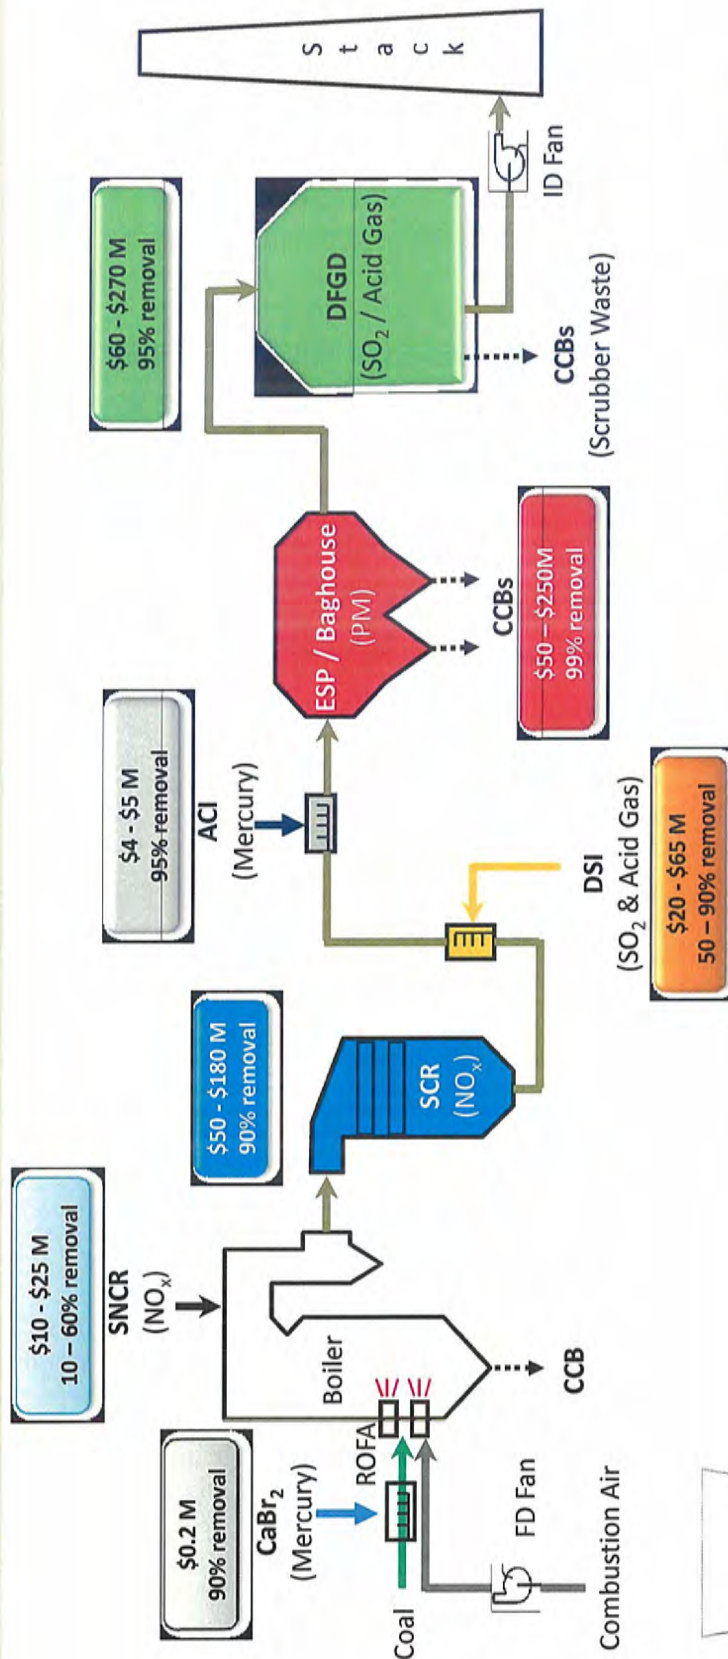 $0.2 M
90% removal
CaBr₂
(Mercury)
Coal
ROFA
FD Fan
Combustion Air
$10 - $25 M
10 – 60% removal
SNCR
(NOₓ)
Boiler
CCB
$50 - $180 M
90% removal
SCR
(NOₓ)
DSI
(SO₂ & Acid Gas)
$20 - $65 M
50 – 90% removal
$4 - $5 M
95% removal
ACI
(Mercury)
ESP / Baghouse
(PM)
CCBs
$50 – $250M
99% removal
$60 - $270 M
95% removal
DFGD
(SO₂ / Acid Gas)
CCBs
(Scrubber Waste)
ID Fan
Stack